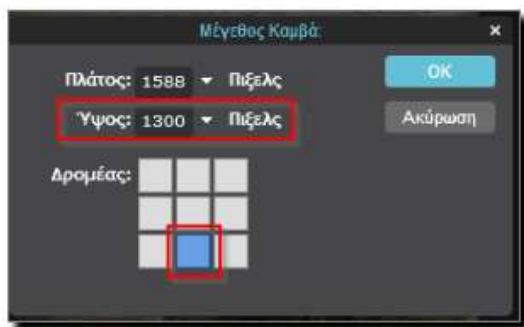 Μέγεθος Καμβά:
Πλάτος: 1588 Πιξελς
OK
Ύψος: 1300 Πιξελς
Ακύρωση
Δρομέας: